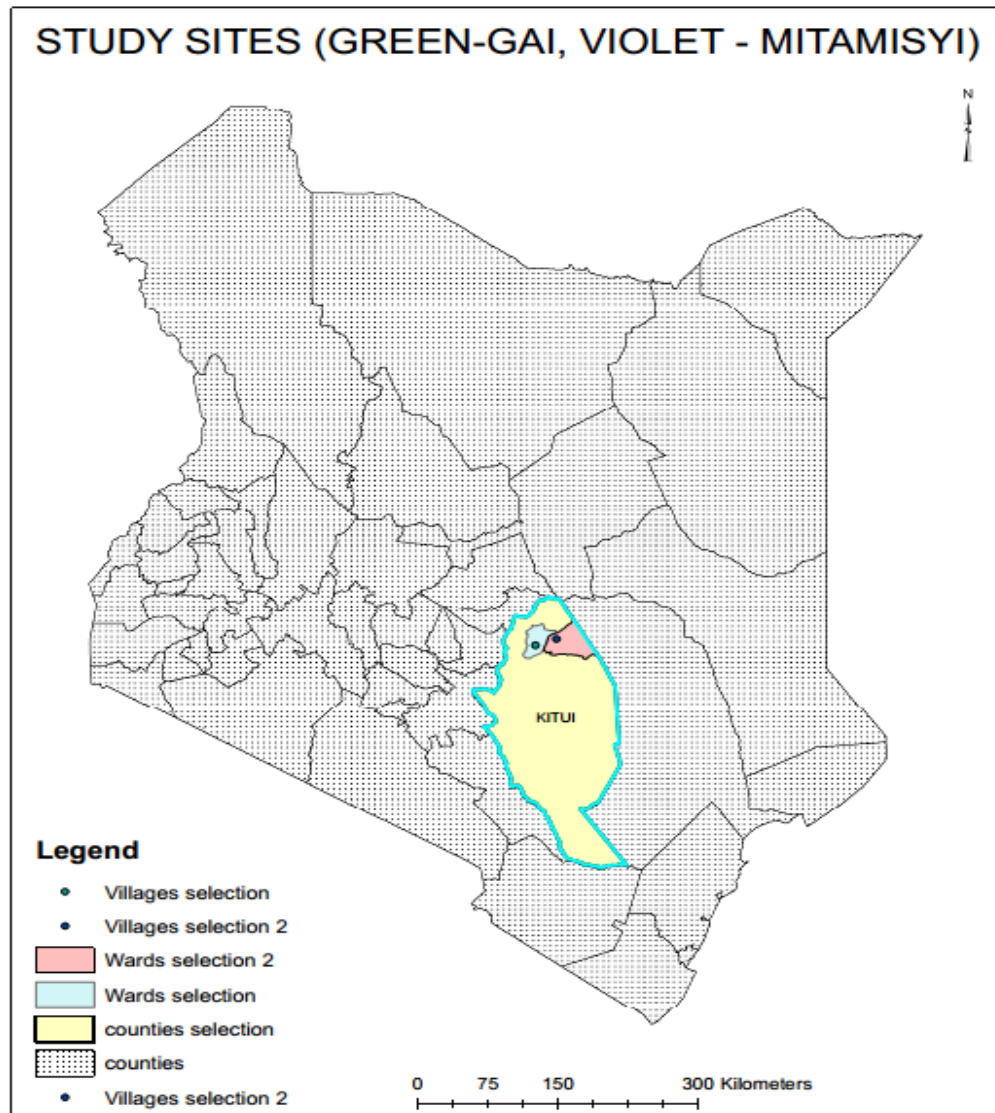 STUDY SITES (GREEN-GAI, VIOLET - MITAMISYI)
N
KITUI
Legend
Villages selection
Villages selection 2
Wards selection 2
Wards selection
counties selection
counties
Villages selection 2
0 75 150 300 Kilometers